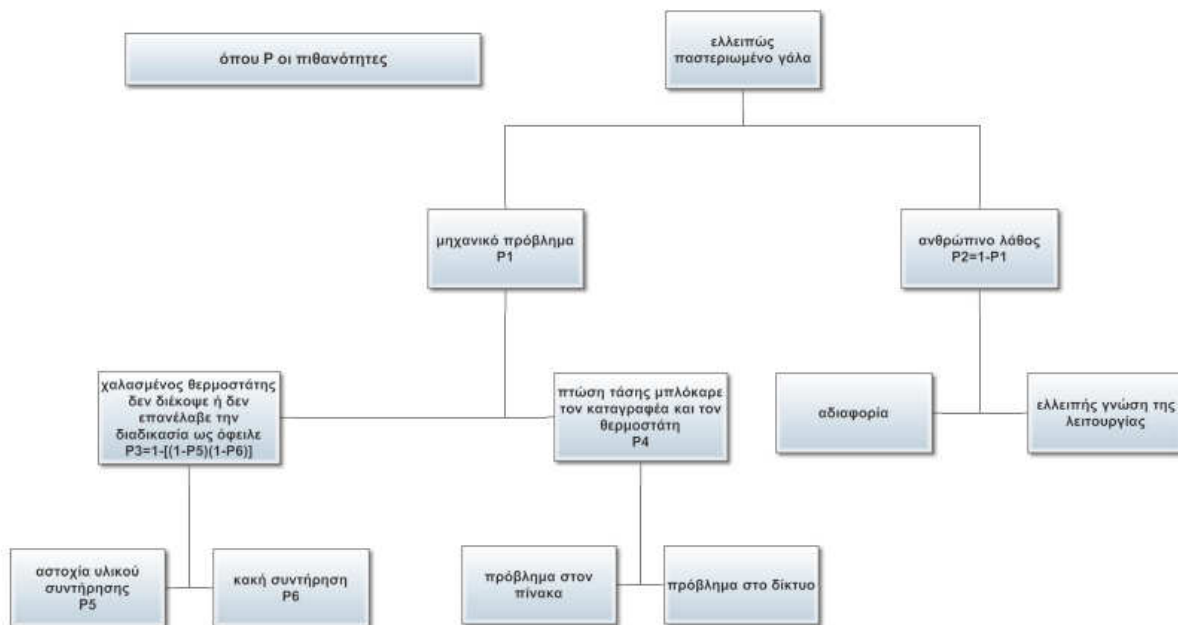 όπου P οι πιθανότητες
ελλειπώς
παστεριωμένο γάλα
μηχανικό πρόβλημα
P1
ανθρώπινο λάθος
P2=1-P1
χαλασμένος θερμοστάτης
δεν διέκοψε ή δεν
επανέλαβε την
διαδικασία ως όφειλε
P3=1-[(1-P5)(1-P6)]
πτώση τάσης μπλόκαρε
τον καταγραφέα και τον
θερμοστάτη
P4
αδιαφορία
ελλειπής γνώση της
λειτουργίας
αστοχία υλικού
συντήρησης
P5
κακή συντήρηση
P6
πρόβλημα στον
πίνακα
πρόβλημα στο δίκτυο